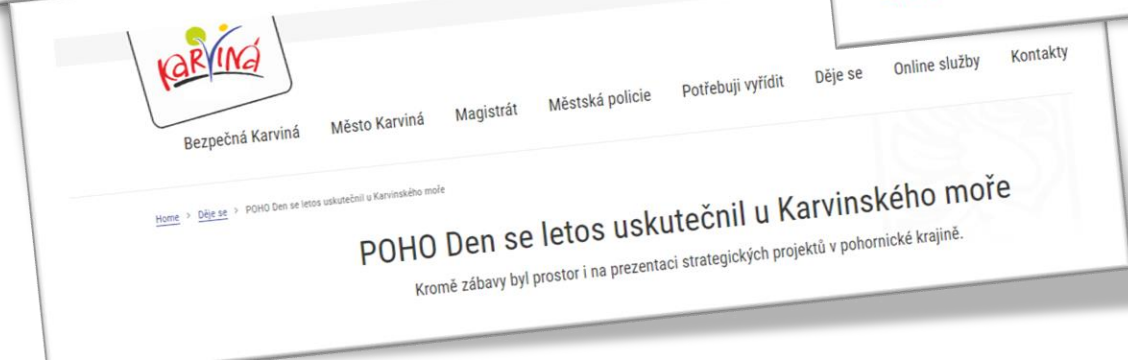 KARVINÁ
Bezpečná Karviná Město Karviná Magistrát Městská policie Potřebuji vyřídit Děje se Online služby Kontakty
Home > Děje se > POHO Den se letos uskutečnil u Karvinského moře
POHO Den se letos uskutečnil u Karvinského moře
Kromě zábavy byl prostor i na prezentaci strategických projektů v pohornické krajině.